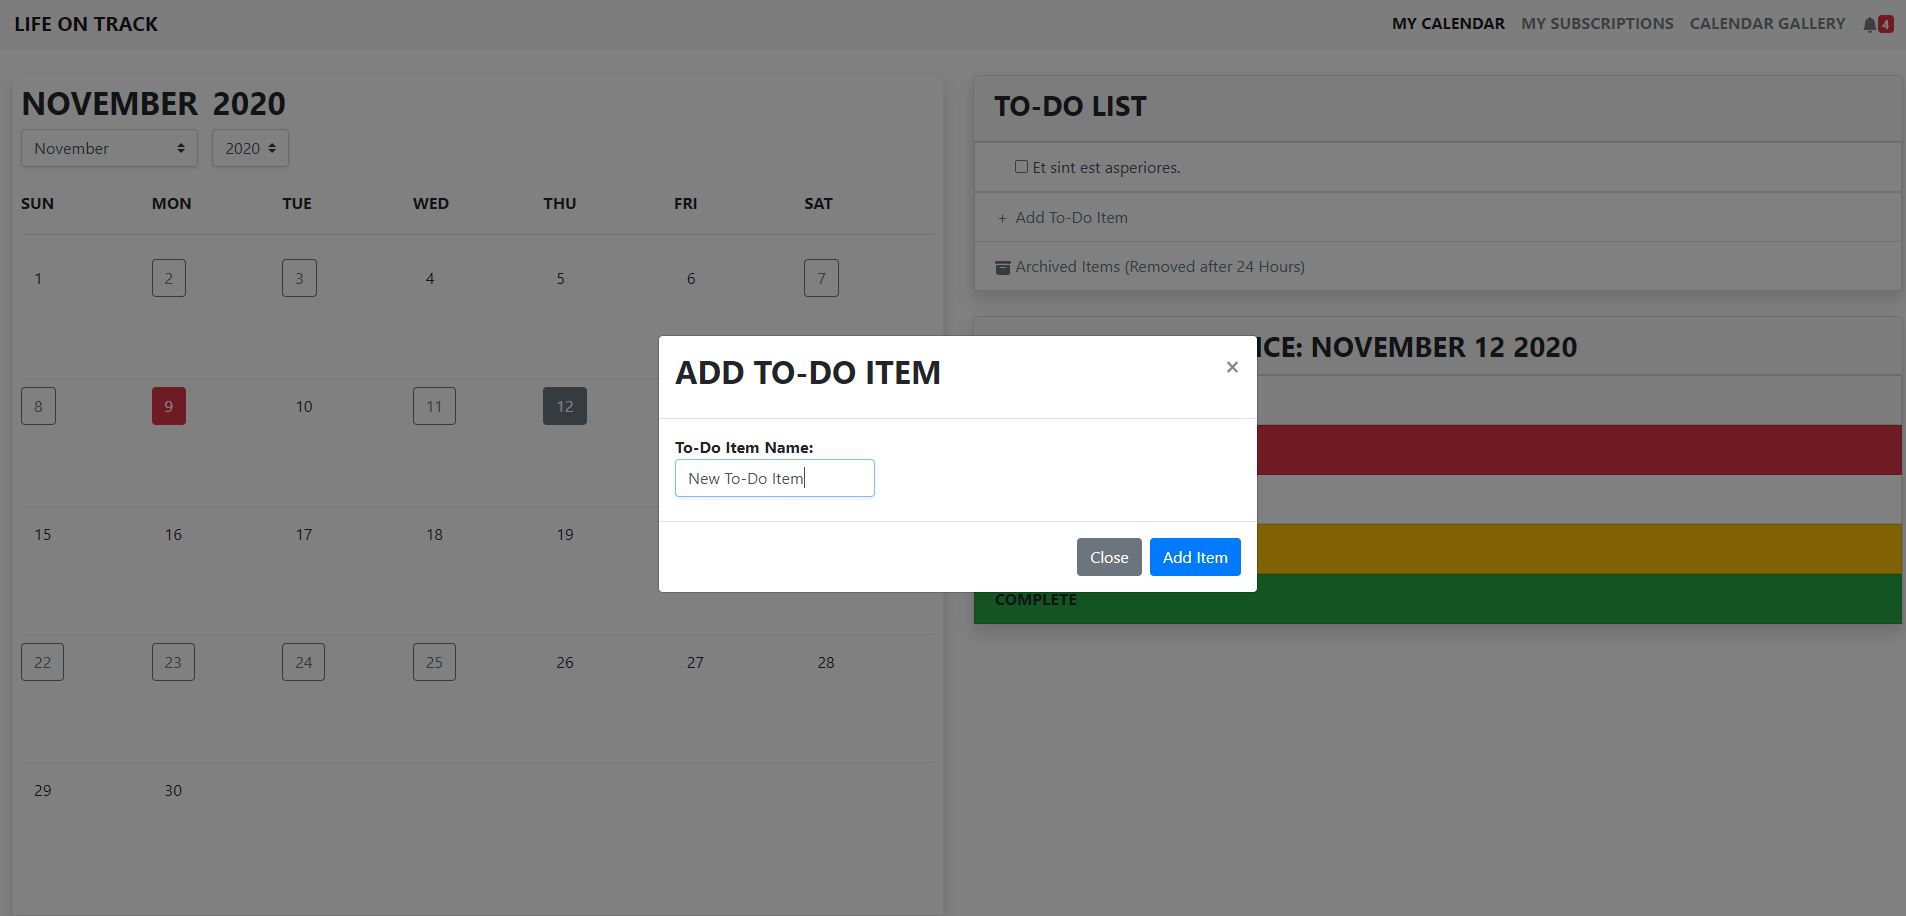 LIFE ON TRACK
MY CALENDAR MY SUBSCRIPTIONS CALENDAR GALLERY 4
NOVEMBER 2020
November 2020
SUN MON TUE WED THU FRI SAT
1 2 3 4 5 6 7
8 9 10 11 12
15 16 17 18 19
22 23 24 25 26 27 28
29 30
TO-DO LIST
Et sint est asperiores.
+ Add To-Do Item
Archived Items (Removed after 24 Hours)
NOVEMBER 12 2020
COMPLETE
ADD TO-DO ITEM ×
To-Do Item Name:
New To-Do Item
Close Add Item